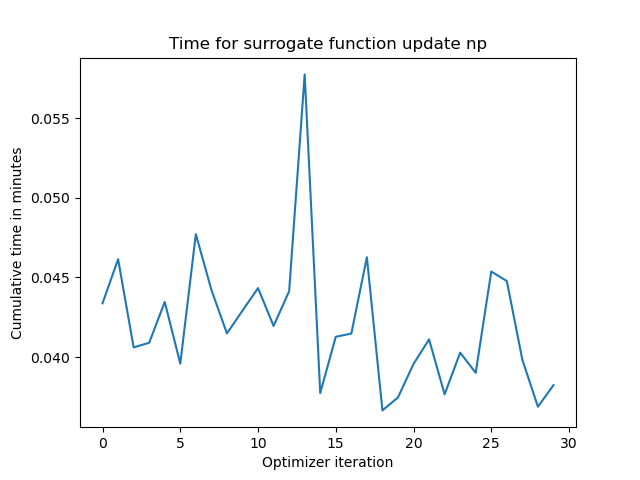 Time for surrogate function update np
Cumulative time in minutes
0.055
0.050
0.045
0.040
0 5 10 15 20 25 30
Optimizer iteration